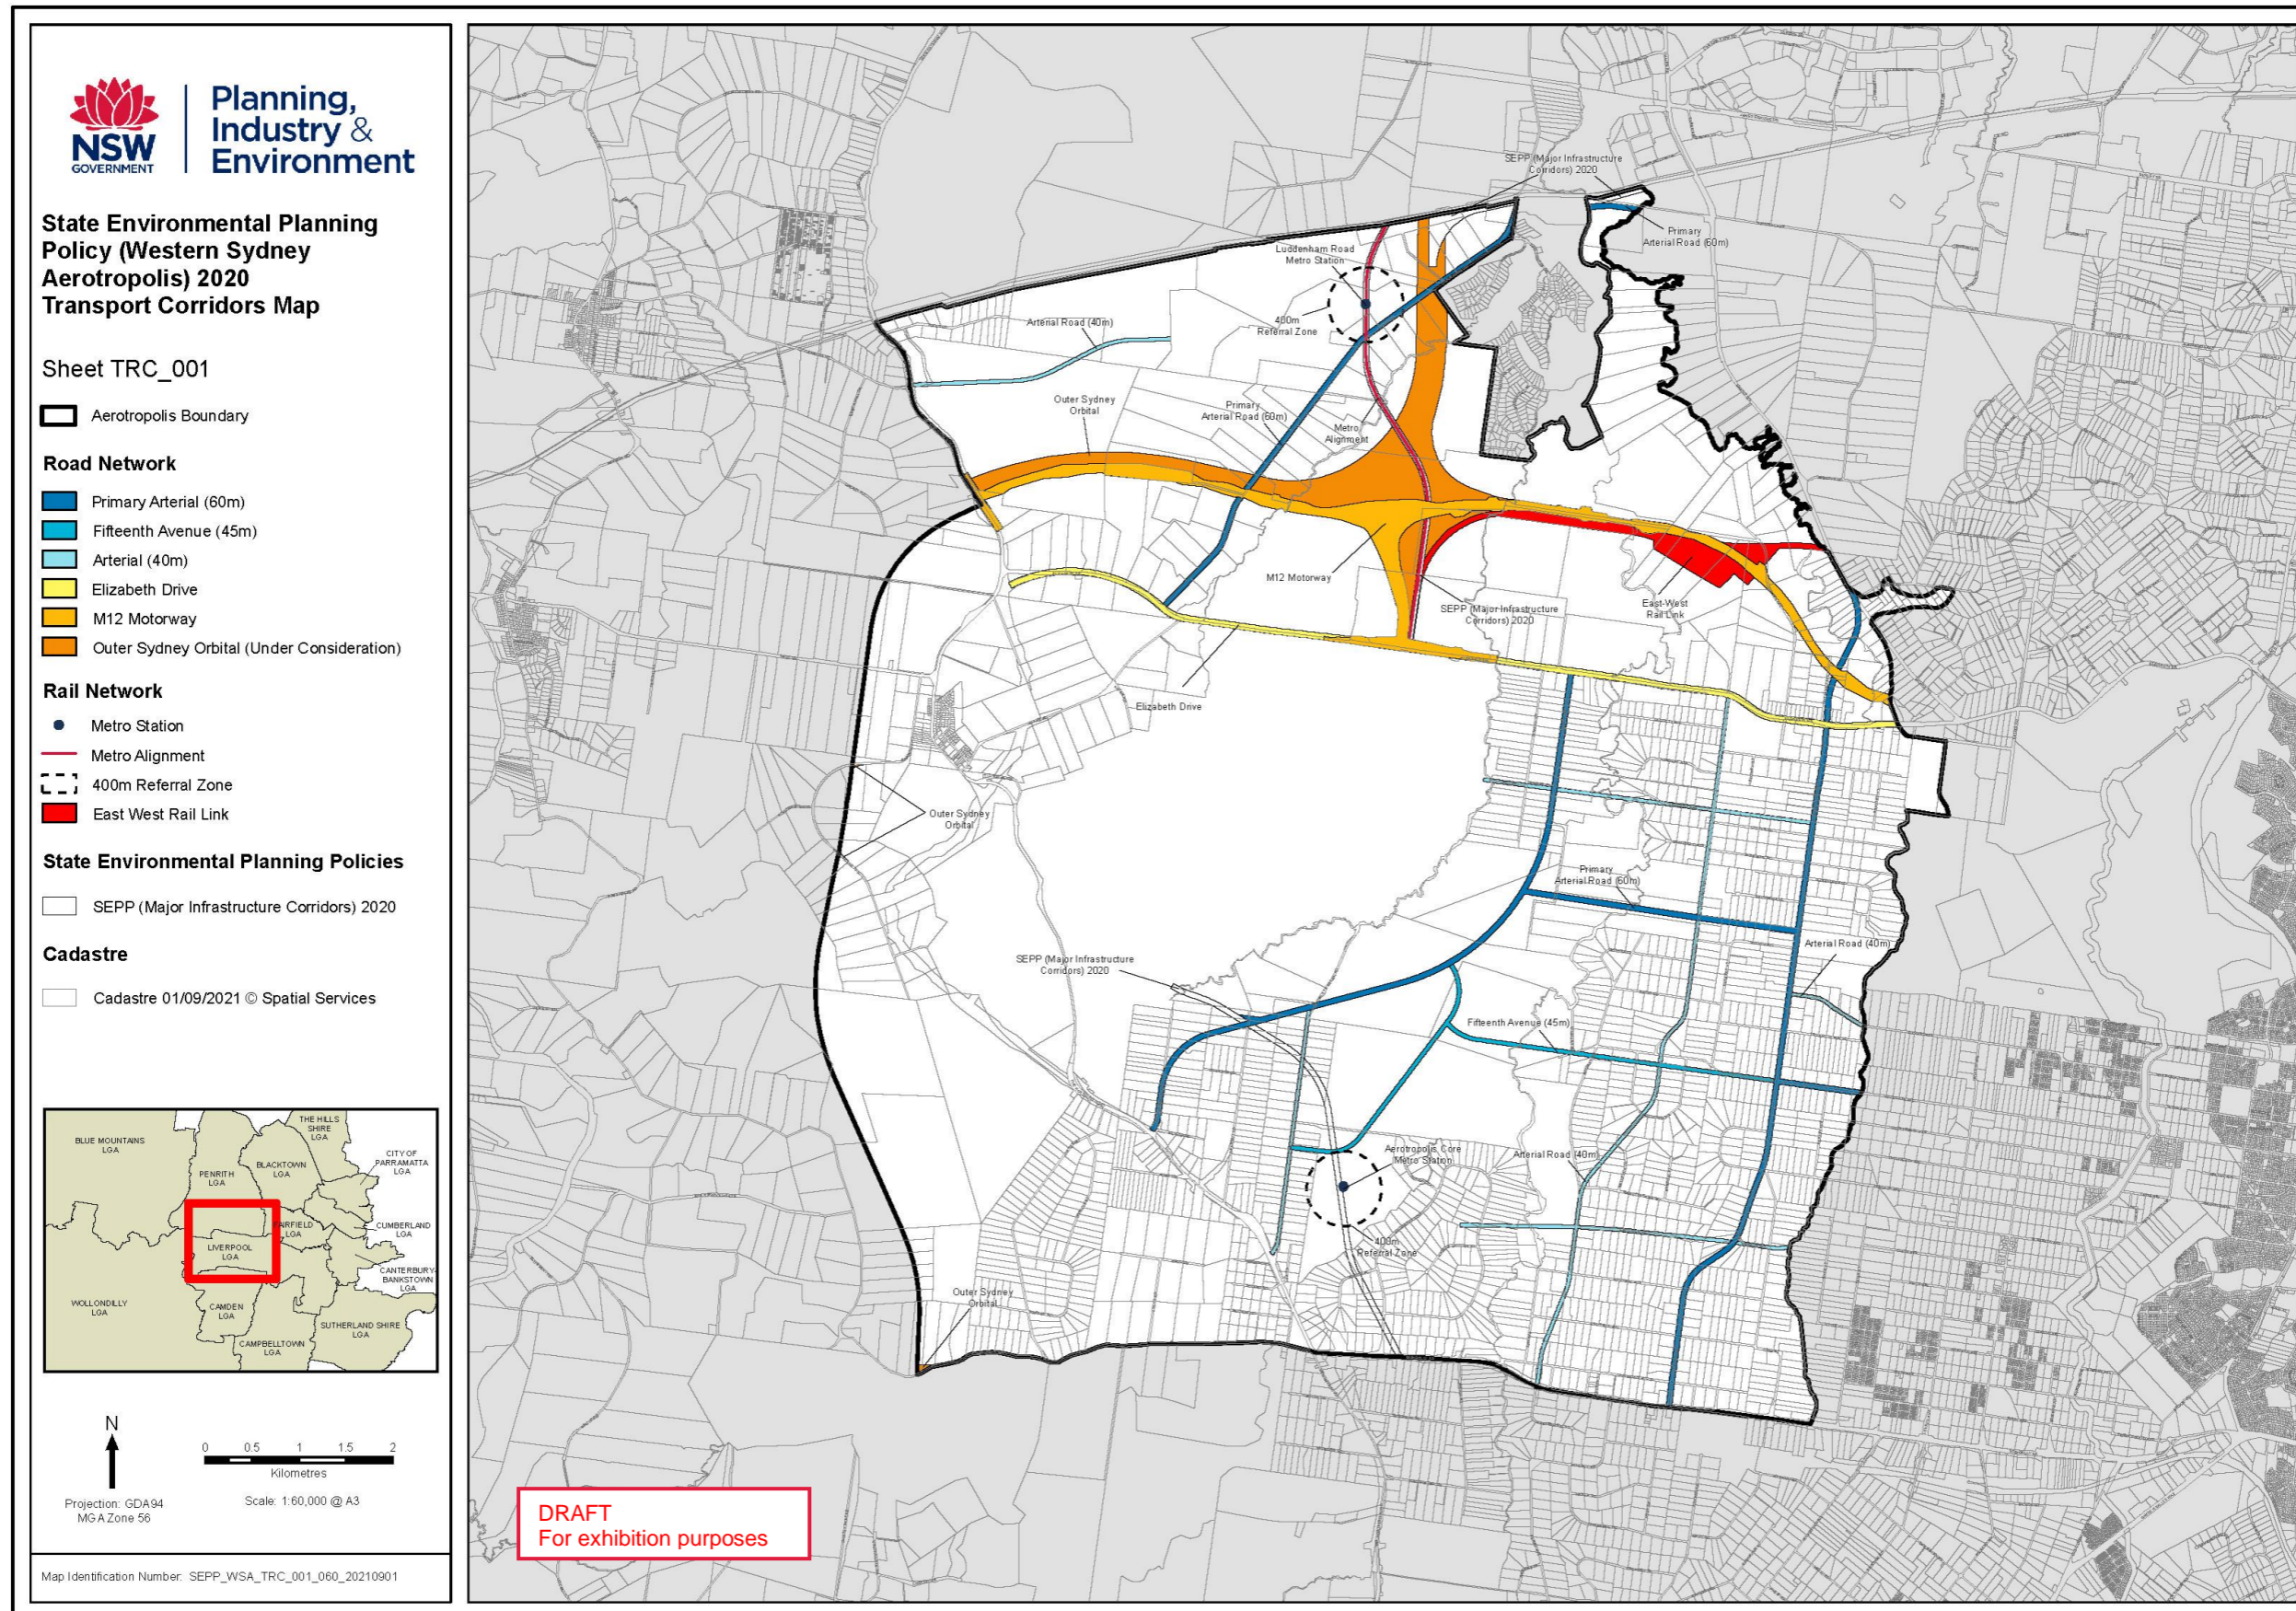 NSW
GOVERNMENT
Planning,
Industry &
Environment
State Environmental Planning
Policy (Western Sydney
Aerotropolis) 2020
Transport Corridors Map
Sheet TRC_001
Aerotropolis Boundary
Road Network
Primary Arterial (60m)
Fifteenth Avenue (45m)
Arterial (40m)
Elizabeth Drive
M12 Motorway
Outer Sydney Orbital (Under Consideration)
Rail Network
Metro Station
Metro Alignment
400m Referral Zone
East West Rail Link
State Environmental Planning Policies
SEPP (Major Infrastructure Corridors) 2020
Cadastre
Cadastre 01/09/2021 © Spatial Services
BLUE MOUNTAINS
LGA
PENRITH
LGA
BLACKTOWN
LGA
THE HILLS
SHIRE
LGA
CITY OF
PARRAMATTA
LGA
FAIRFIELD
LGA
CUMBERLAND
LGA
LIVERPOOL
LGA
CANTERBURY-
BANKSTOWN
LGA
WOLLONDILLY
LGA
CAMDEN
LGA
SUTHERLAND SHIRE
LGA
CAMPBELLTOWN
LGA
N
Projection: GDA94
MGA Zone 56
0 0.5 1 1.5 2
Kilometres
Scale: 1:60,000 @ A3
Map Identification Number: SEPP_WSA_TRC_001_060_20210901
SEPP (Major Infrastructure
Corridors) 2020
Primary
Arterial Road (60m)
Luddenham Road
Metro Station
400m
Referral Zone
Arterial Road (40m)
Outer Sydney
Orbital
Primary
Arterial Road (60m)
Metro
Alignment
M12 Motorway
SEPP (Major Infrastructure
Corridors) 2020
East-West
Rail Link
Elizabeth Drive
Outer Sydney
Orbital
Primary
Arterial Road (60m)
Arterial Road (40m)
SEPP (Major Infrastructure
Corridors) 2020
Fifteenth Avenue (45m)
Aerotropolis Core
Metro Station
Arterial Road (40m)
400m
Referral Zone
Outer Sydney
Orbital
DRAFT
For exhibition purposes